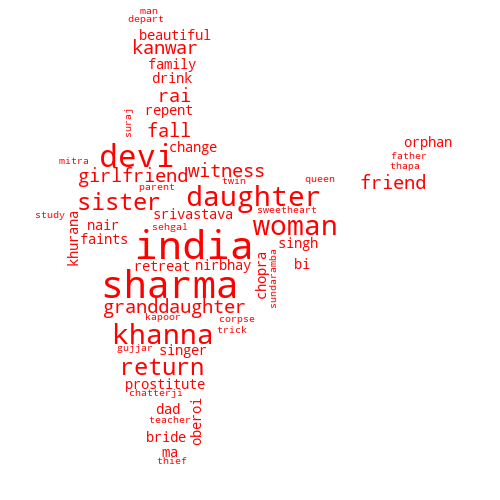 man
depart
beautiful
kanwar
family
drink
rai
repent
suraj
fall
orphan
change
devi
father
mitra
thapa
witness
girlfriend
twin
queen
friend
parent
daughter
sister
sweetheart
study
srivastava
woman
nair
sehgal
khurana
faints
india
singh
retreat
nirbhay
bi
chopra
sundaramba
sharma
granddaughter
kapoor
corpse
khanna
trick
gujjar
singer
return
prostitute
chatterji
dad
teacher
oberoi
bride
ma
thief